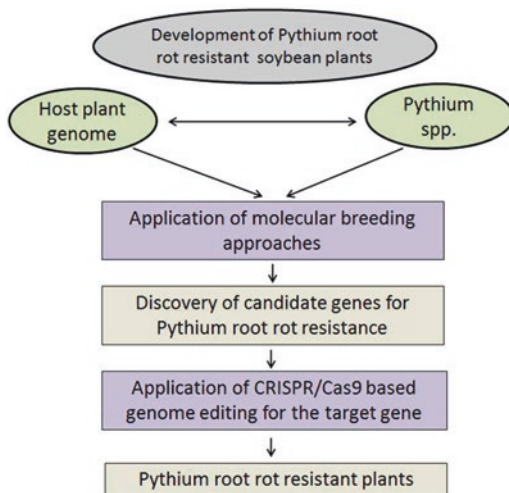 Development of Pythium root
rot resistant soybean plants
Host plant
genome
Pythium
spp.
Application of molecular breeding
approaches
Discovery of candidate genes for
Pythium root rot resistance
Application of CRISPR/Cas9 based
genome editing for the target gene
Pythium root rot resistant plants